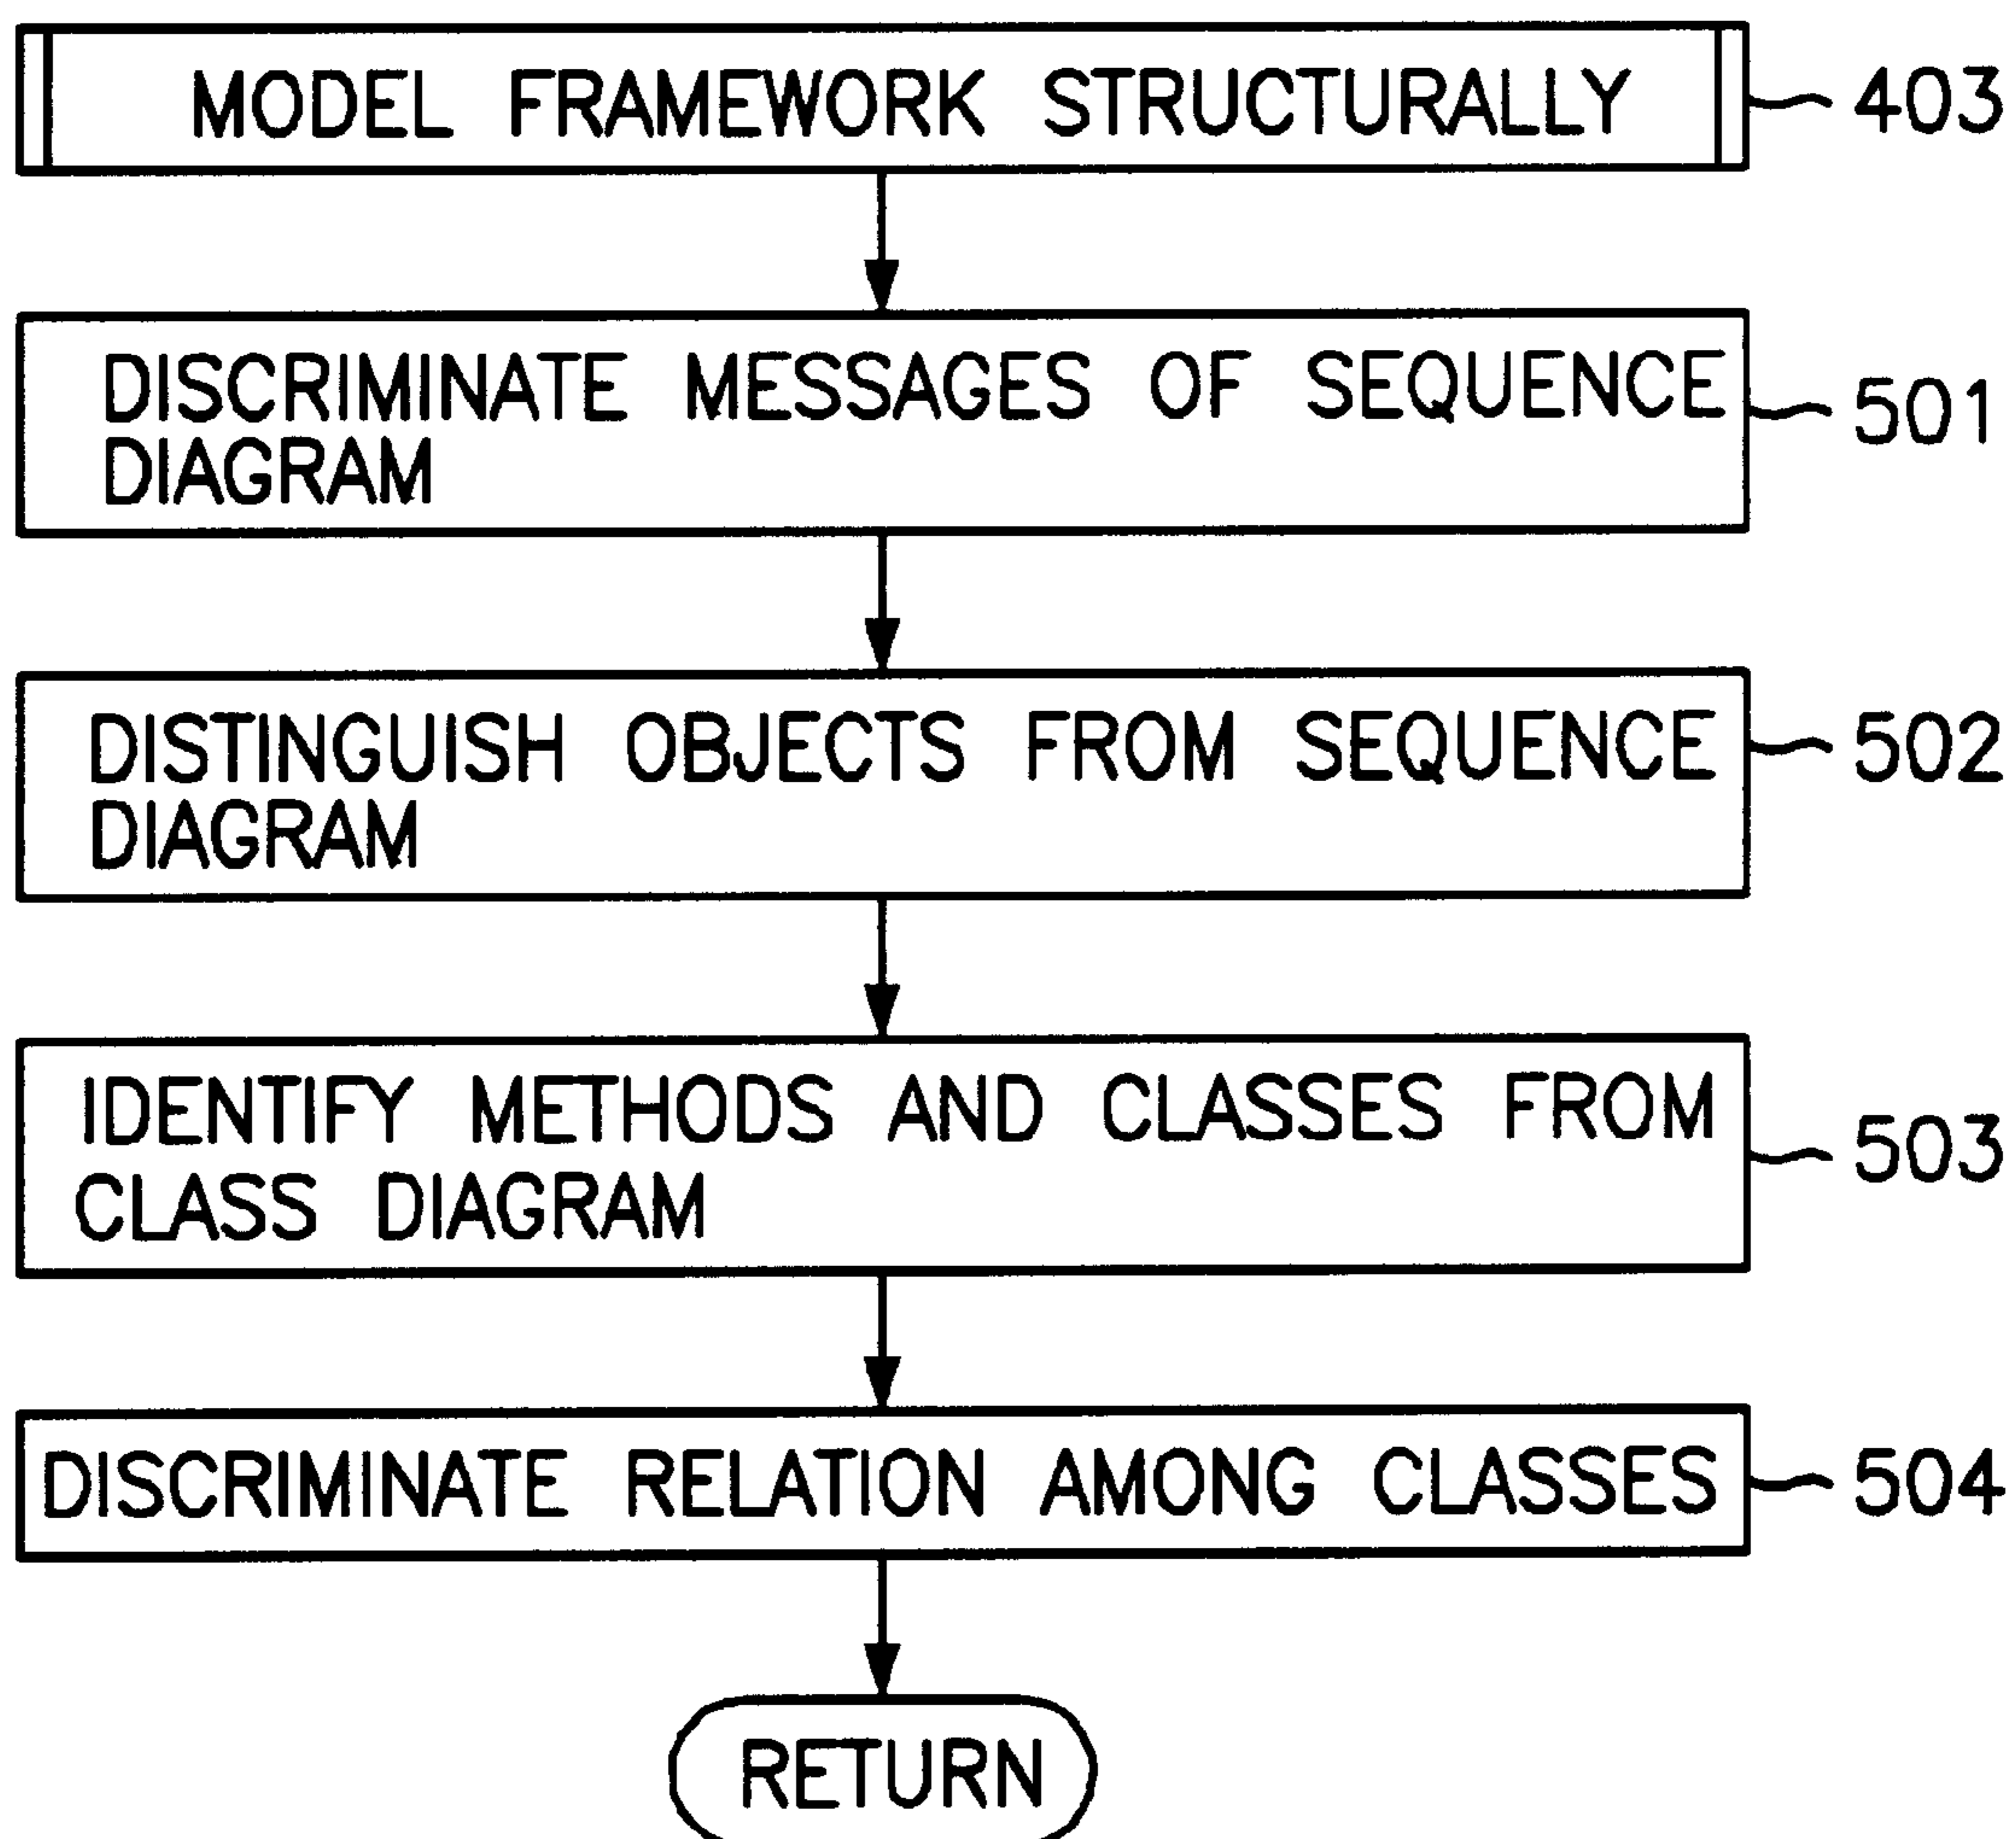 MODEL FRAMEWORK STRUCTURALLY
403
DISCRIMINATE MESSAGES OF SEQUENCE
DIAGRAM
501
DISTINGUISH OBJECTS FROM SEQUENCE
DIAGRAM
502
IDENTIFY METHODS AND CLASSES FROM
CLASS DIAGRAM
503
DISCRIMINATE RELATION AMONG CLASSES
504
RETURN